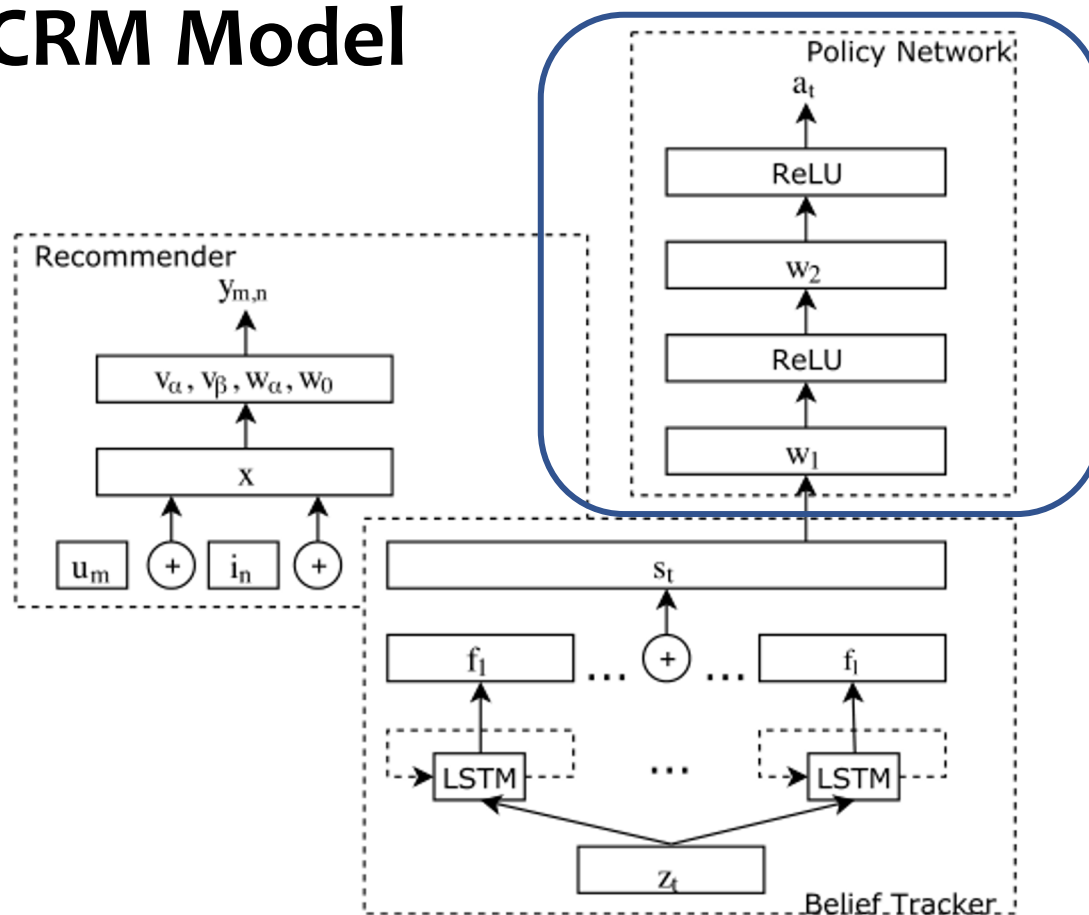 CRM Model
Policy Network
a_t
ReLU
w_2
ReLU
w_1
Recommender
y_m,n
v_α, v_β, w_α, w_0
x
u_m + i_n +
s_t
f_1 ... + ... f_l
LSTM ... LSTM
z_t
Belief Tracker